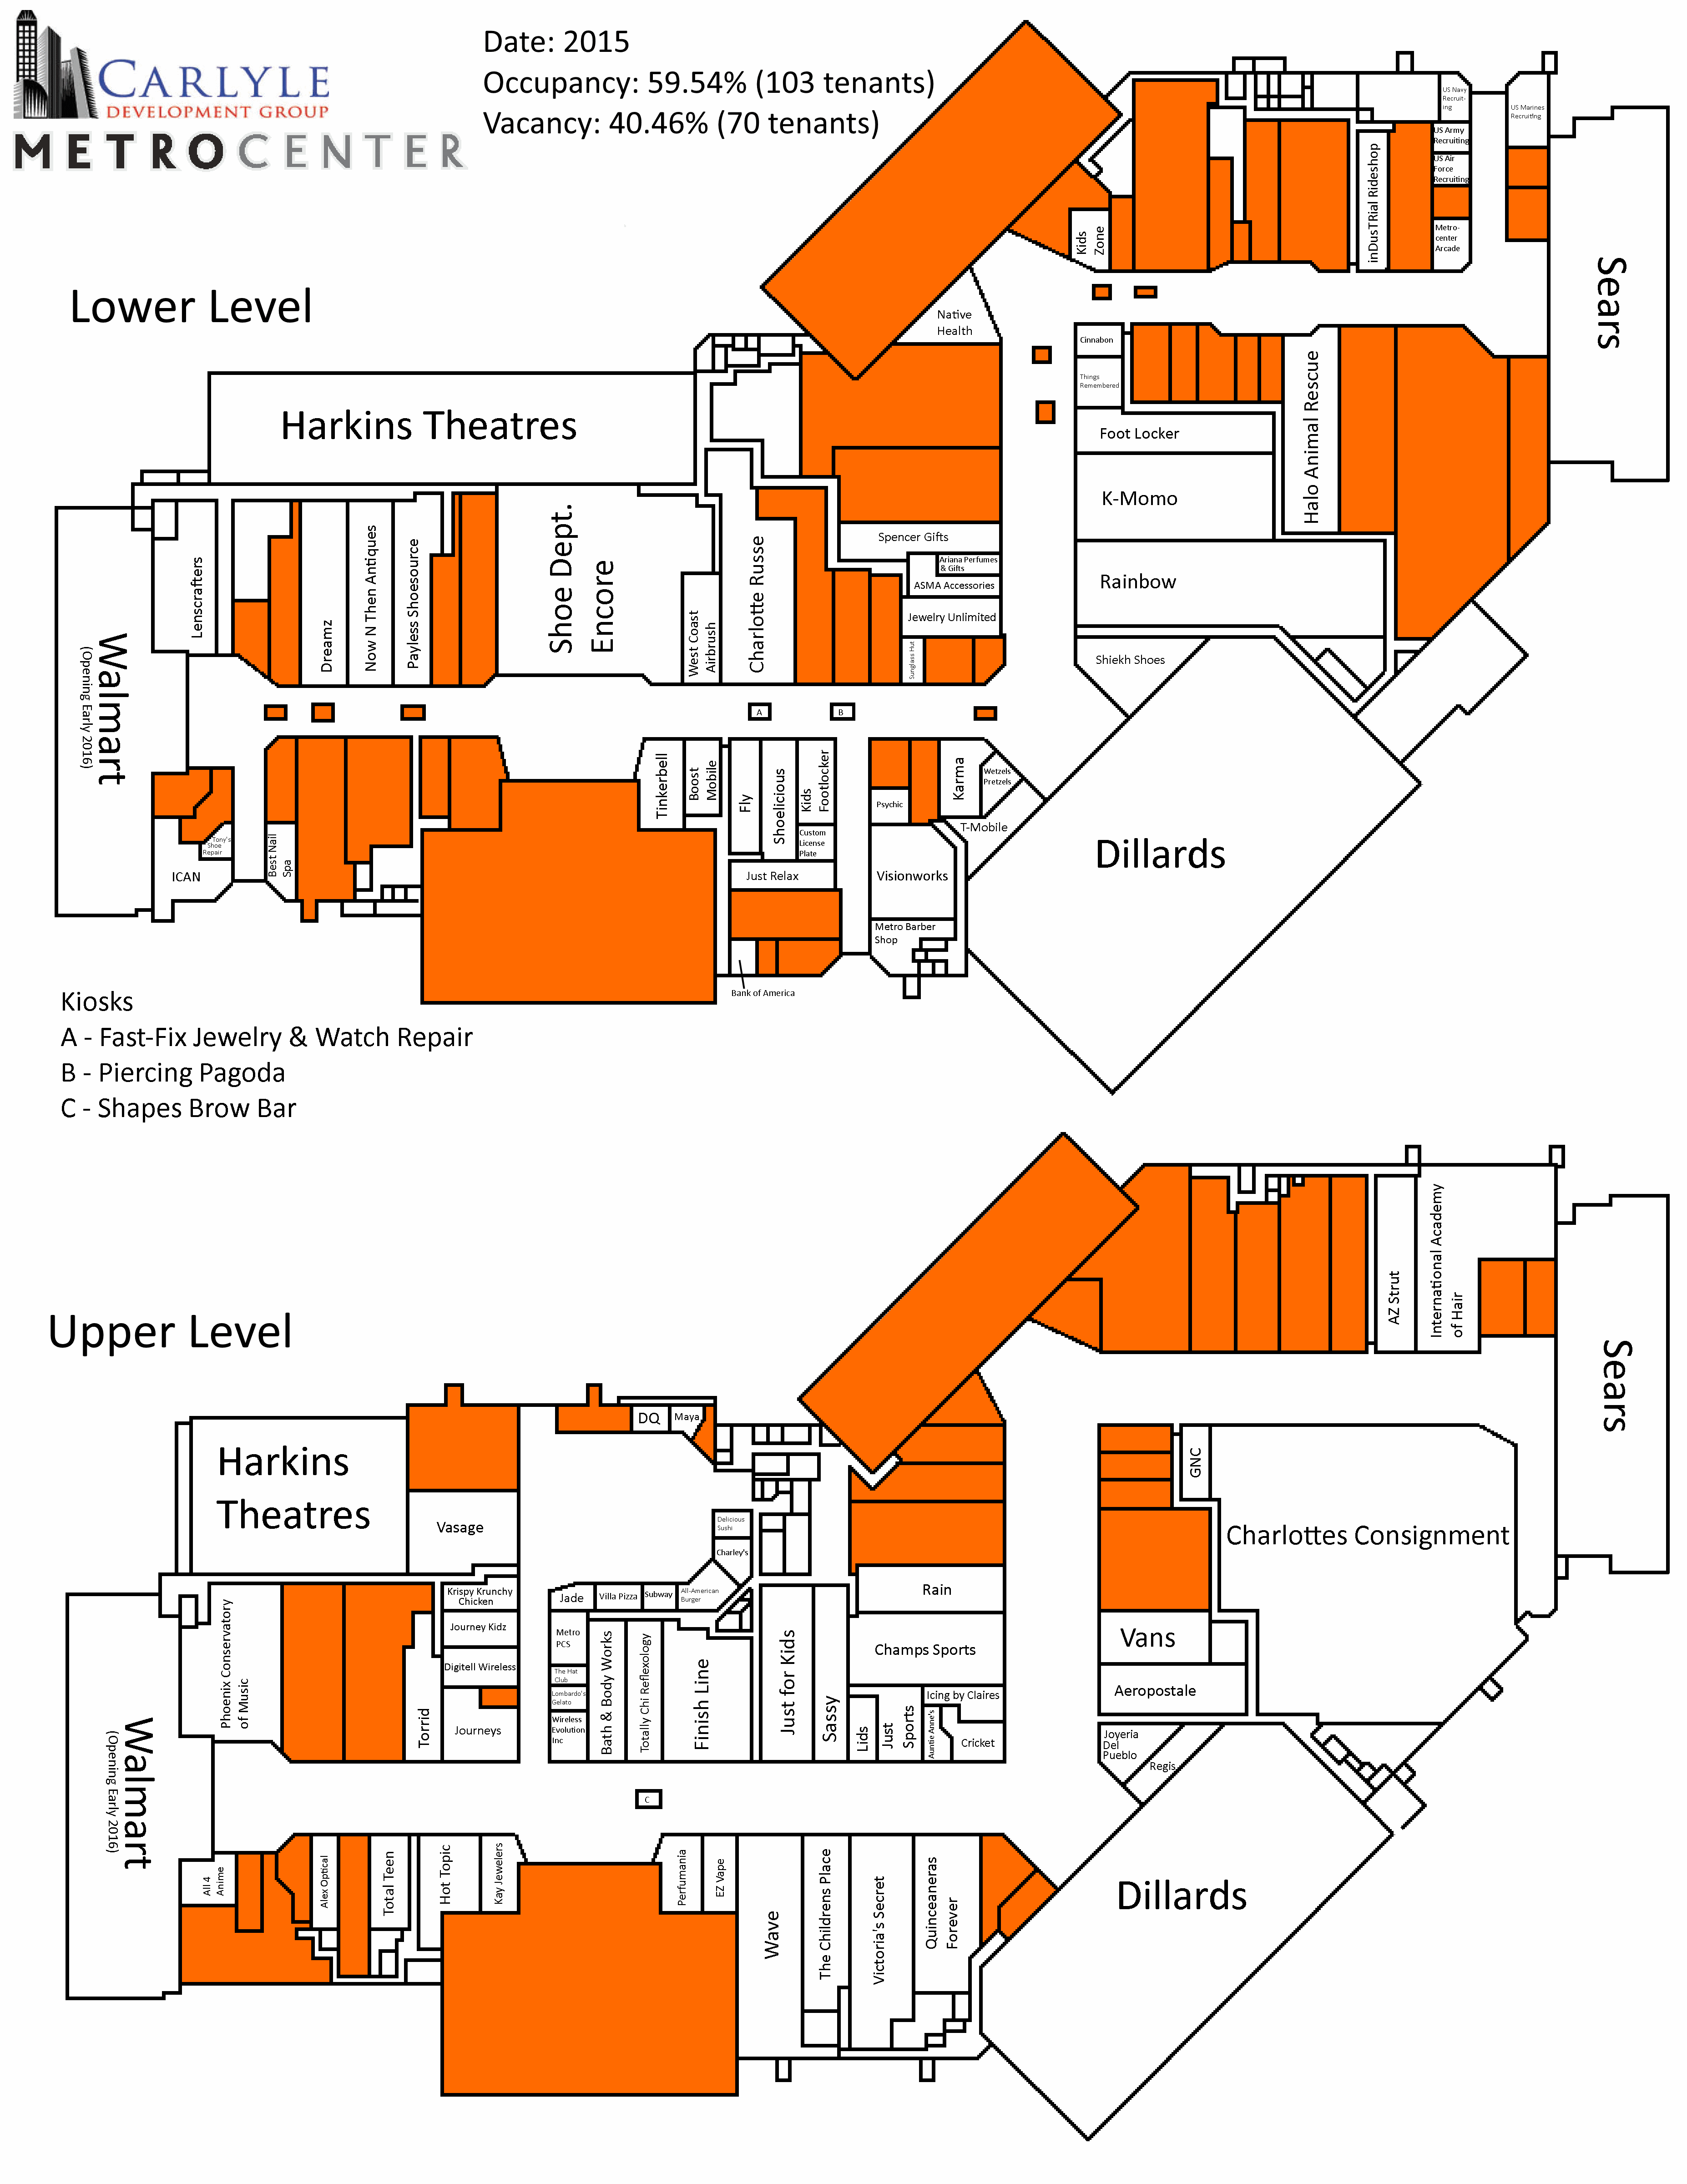 CARLYLE
DEVELOPMENT GROUP
METROCENTER
Date: 2015
Occupancy: 59.54% (103 tenants)
Vacancy: 40.46% (70 tenants)
Lower Level
US Navy
Recruit-
ing
US Marines
Recruiting
US Army
Recruiting
US Air
Force
Recruiting
inDusTRial Rideshop
Metro-
center
Arcade
Kids
Zone
Sears
Native
Health
Cinnabon
Things
Remembered
Halo Animal Rescue
Harkins Theatres
Foot Locker
K-Momo
Rainbow
Shiekh Shoes
Spencer Gifts
Ariana Perfumes
& Gifts
ASMA Accessories
Jewelry Unlimited
Sunglass Hut
Lenscrafters
Dreamz
Now N Then Antiques
Payless Shoesource
Shoe Dept.
Encore
West Coast
Airbrush
Charlotte Russe
Walmart
(Opening Early 2016)
A
B
Tinkerbell
Boost
Mobile
Fly
Shoelicious
Kids
Footlocker
Custom
License
Plate
Just Relax
Psychic
Karma
Wetzels
Pretzels
T-Mobile
Visionworks
Metro Barber
Shop
Dillards
Tony's
Shoe
Repair
ICAN
Best Nail
Spa
Bank of America
Kiosks
A - Fast-Fix Jewelry & Watch Repair
B - Piercing Pagoda
C - Shapes Brow Bar
Upper Level
AZ Strut
International Academy
of Hair
Sears
DQ
Maya
Harkins
Theatres
Vasage
GNC
Charlottes Consignment
Delicious
Sushi
Charley's
Krispy Krunchy
Chicken
Jade
Villa Pizza
Subway
All-American
Burger
Rain
Phoenix Conservatory
of Music
Torrid
Journey Kidz
Digitell Wireless
Journeys
Metro
PCS
The Hat
Club
Lombardo's
Gelato
Wireless
Evolution
Inc
Bath & Body Works
Totally Chi Reflexology
Finish Line
Just for Kids
Sassy
Champs Sports
Lids
Just
Sports
Icing by Claires
Auntie Anne's
Cricket
Vans
Aeropostale
Joyeria
Del
Pueblo
Regis
Walmart
(Opening Early 2016)
C
All 4
Anime
Alex Optical
Total Teen
Hot Topic
Kay Jewelers
Perfumania
EZ Vape
Wave
The Childrens Place
Victoria's Secret
Quinceaneras
Forever
Dillards